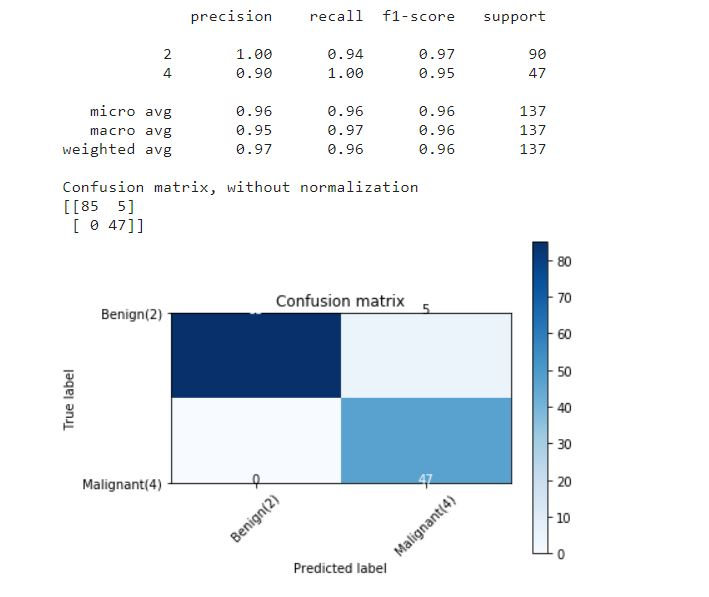 precision recall f1-score support
2 1.00 0.94 0.97 90
4 0.90 1.00 0.95 47
micro avg 0.96 0.96 0.96 137
macro avg 0.95 0.97 0.96 137
weighted avg 0.97 0.96 0.96 137
Confusion matrix, without normalization
[[85 5]
[ 0 47]]
Confusion matrix
Benign(2)
5
True label
Malignant(4)
0
47
Benign(2)
Malignant(4)
Predicted label
80
70
60
50
40
30
20
10
0